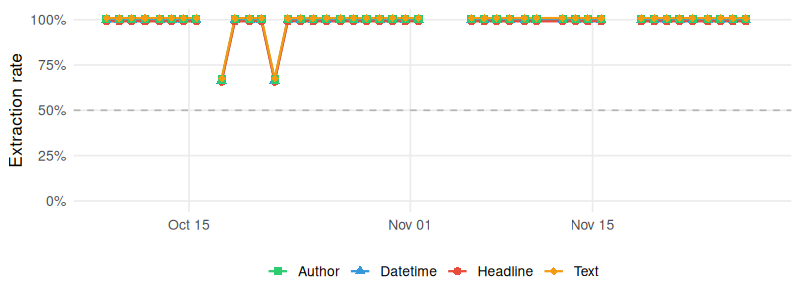 Extraction rate
100%
75%
50%
25%
0%
Oct 15 Nov 01 Nov 15
Author Datetime Headline Text